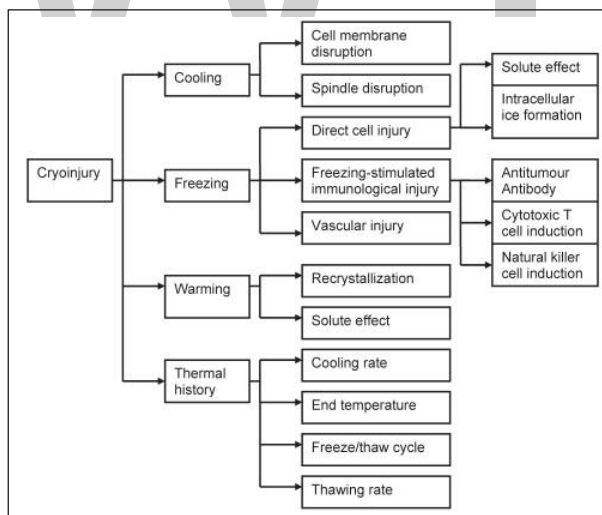 Cryoinjury
Cooling
Cell membrane
disruption
Spindle disruption
Freezing
Direct cell injury
Solute effect
Intracellular
ice formation
Freezing-stimulated
immunological injury
Antitumour
Antibody
Cytotoxic T
cell induction
Natural killer
cell induction
Vascular injury
Warming
Recrystallization
Solute effect
Thermal
history
Cooling rate
End temperature
Freeze/thaw cycle
Thawing rate